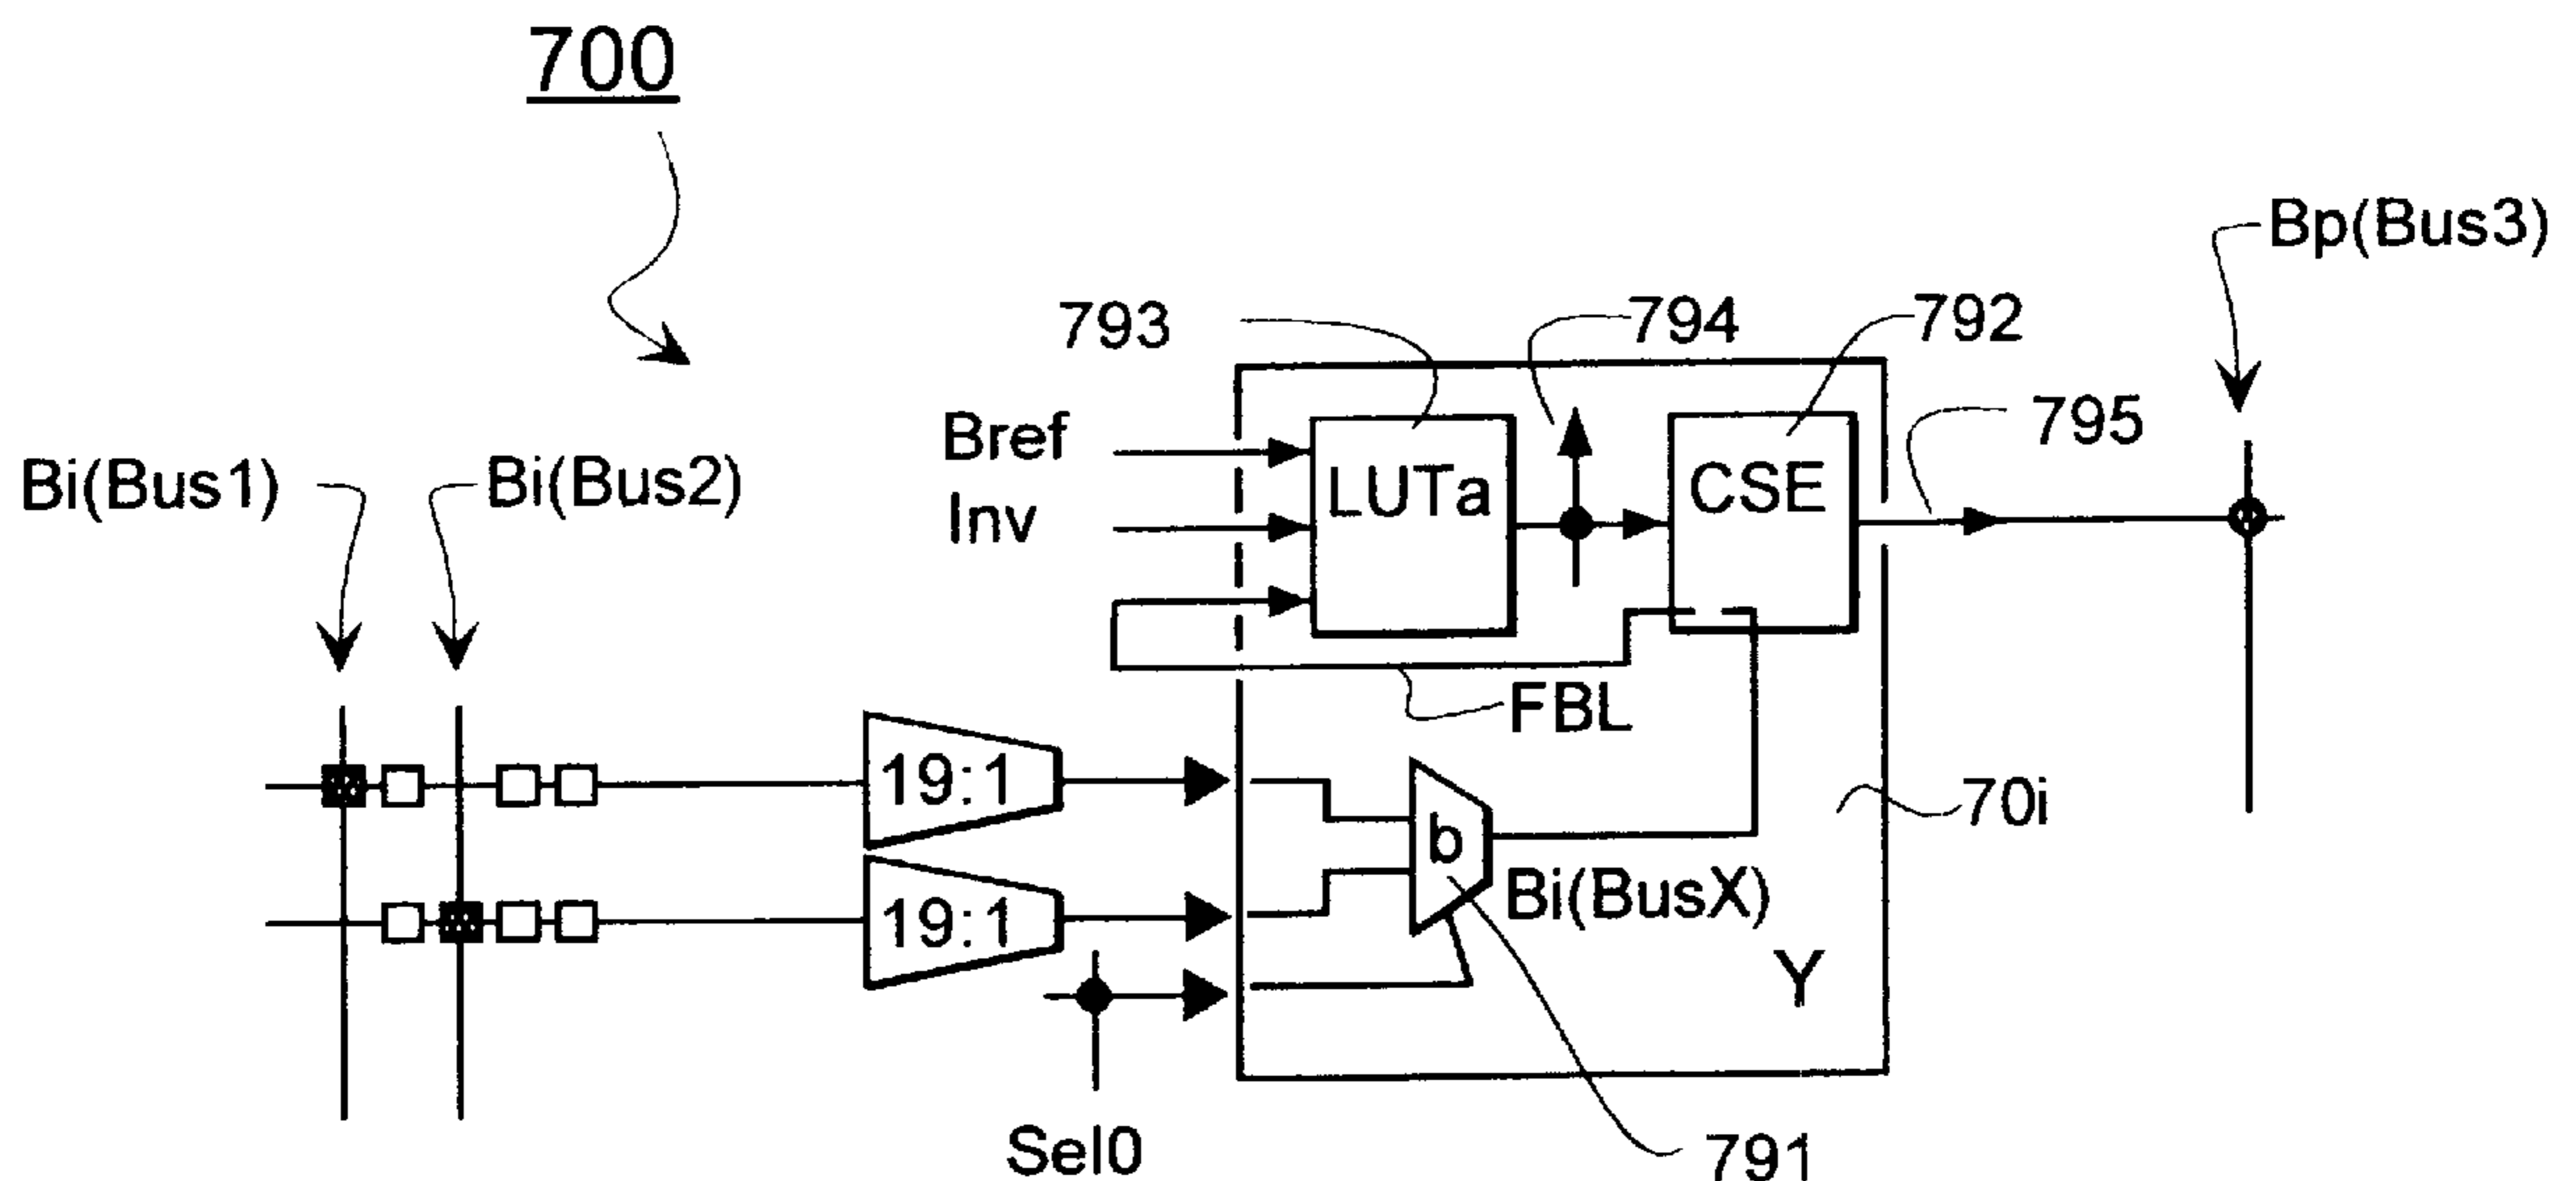 700
Bp(Bus3)
793
794
792
795
Bref
Inv
LUTa
CSE
Bi(Bus1)
Bi(Bus2)
FBL
19:1
19:1
b
Bi(BusX)
70i
Y
Sel0
791